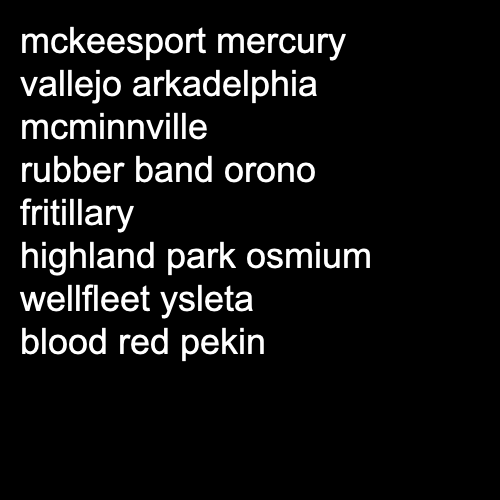 mckeesport mercury
vallejo arkadelphia
mcminnville
rubber band orono
fritillary
highland park osmium
wellfleet ysleta
blood red pekin